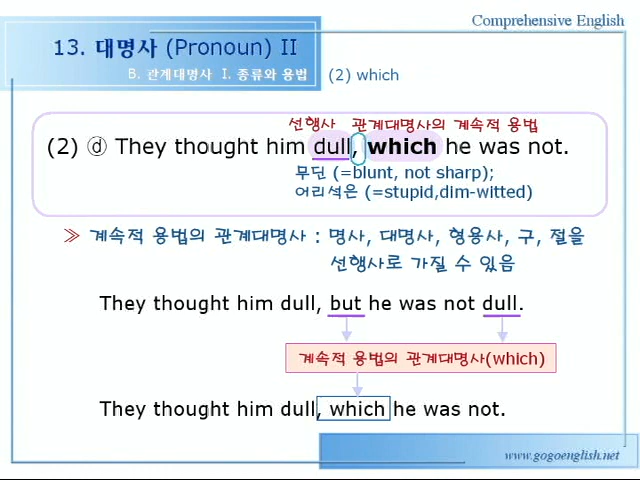 Comprehensive English
13. 대명사 (Pronoun) II
B. 관계대명사 I. 종류와 용법 (2) which
선행사 관계대명사의 계속적 용법
(2) ⓓ They thought him dull, which he was not.
무딘 (=blunt, not sharp);
어리석은 (=stupid,dim-witted)
≫ 계속적 용법의 관계대명사 : 명사, 대명사, 형용사, 구, 절을
선행사로 가질 수 있음
They thought him dull, but he was not dull.
계속적 용법의 관계대명사(which)
They thought him dull, which he was not.
www.gogoenglish.net